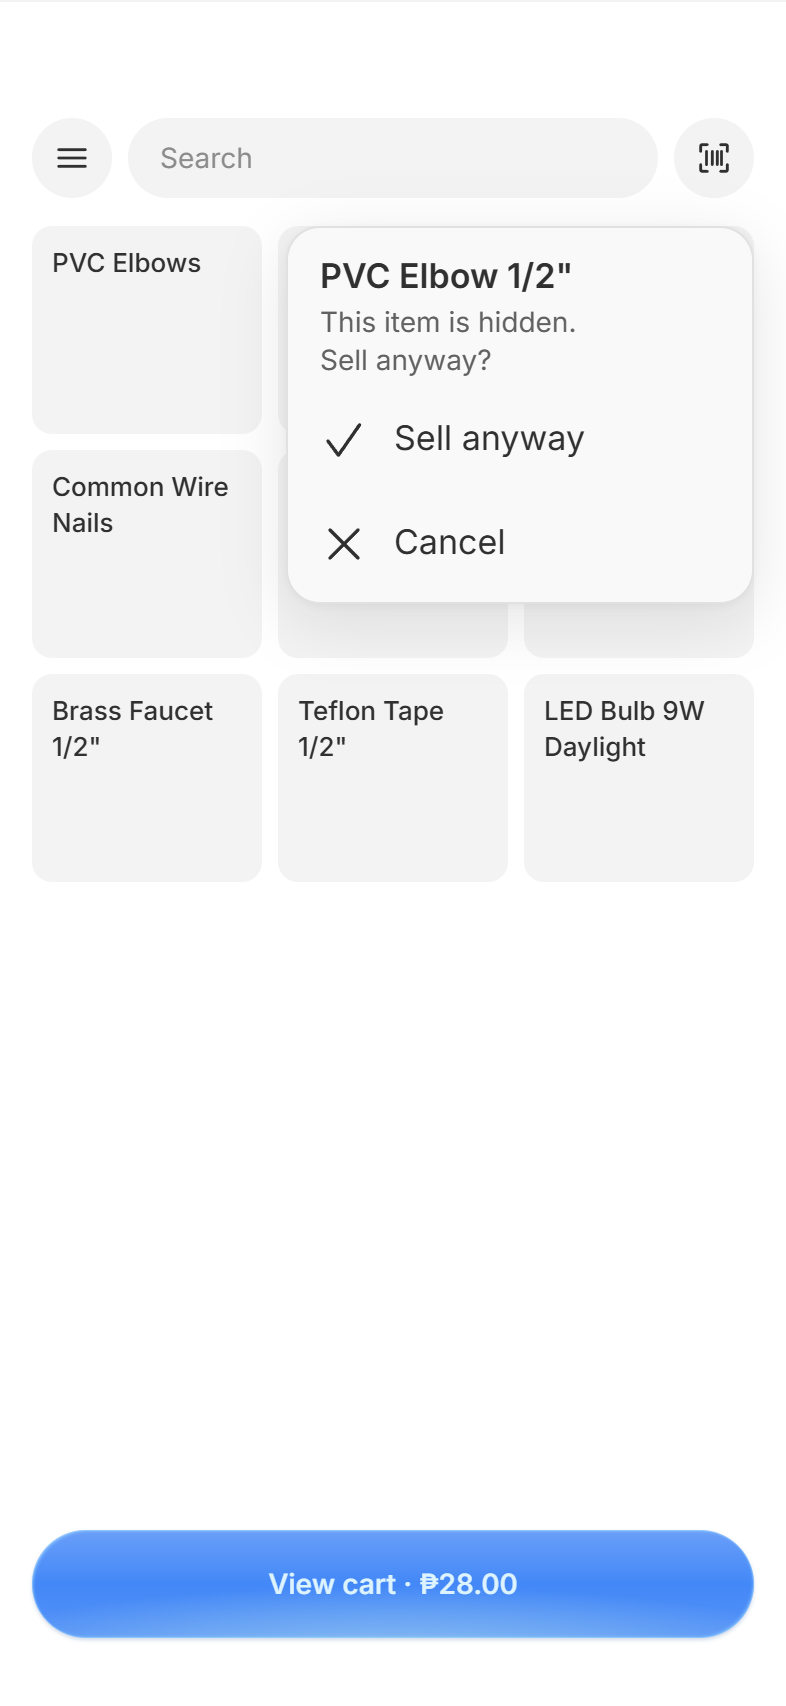 Search
PVC Elbows
PVC Elbow 1/2"
This item is hidden.
Sell anyway?
Sell anyway
Cancel
Common Wire
Nails
Brass Faucet
1/2"
Teflon Tape
1/2"
LED Bulb 9W
Daylight
View cart · ₱28.00